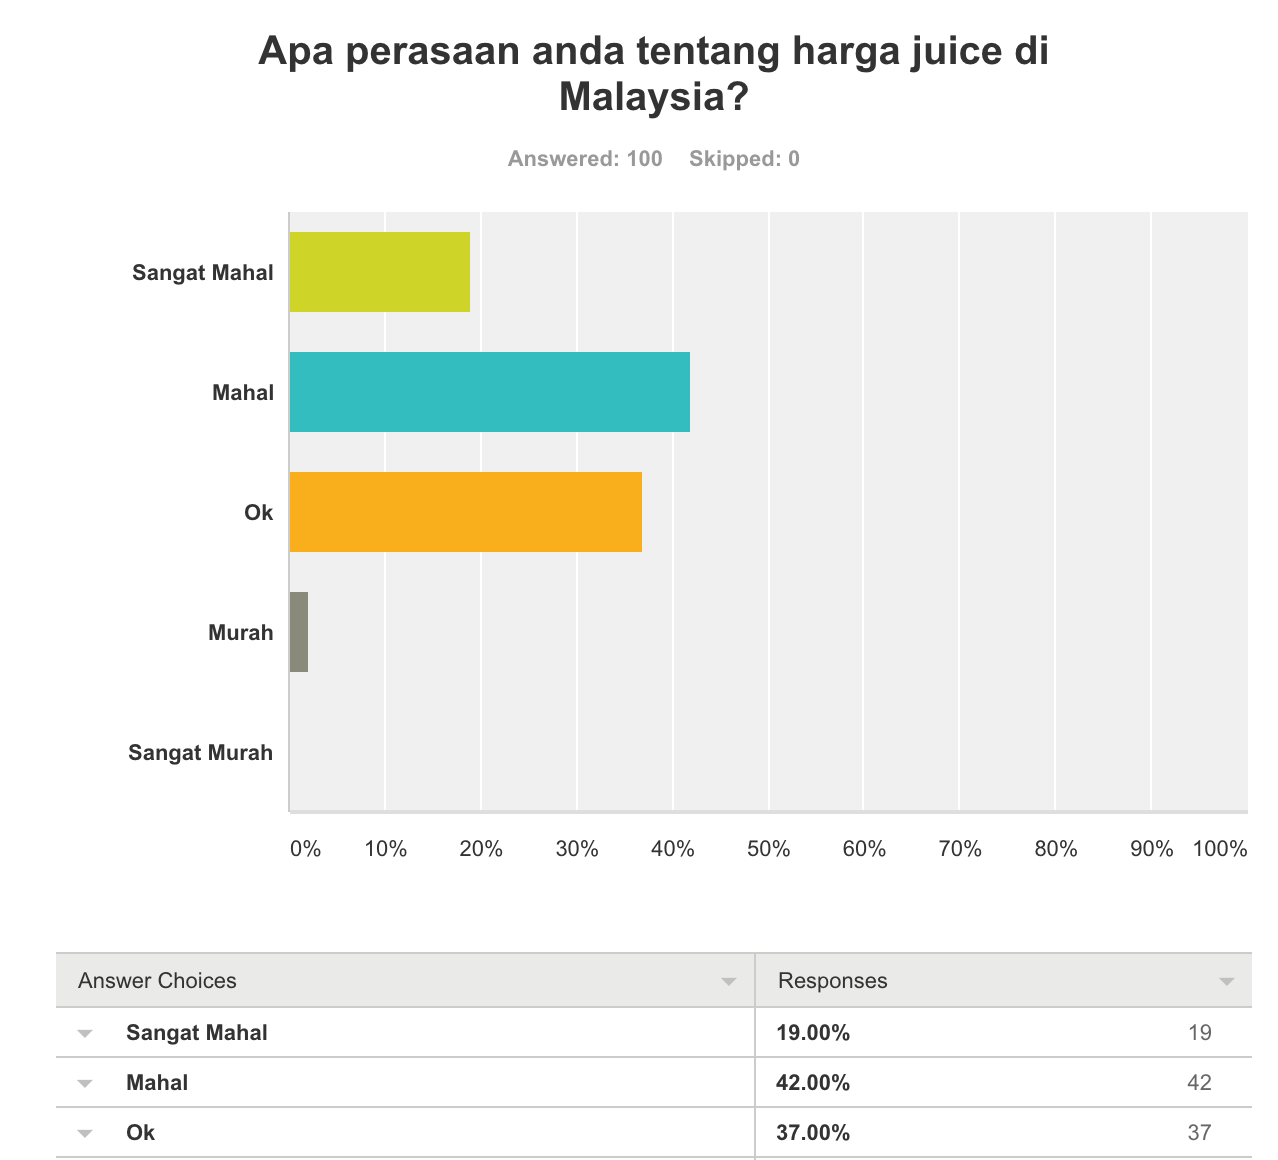 Apa perasaan anda tentang harga juice di
Malaysia?
Answered: 100 Skipped: 0
Sangat Mahal
Mahal
Ok
Murah
Sangat Murah
0% 10% 20% 30% 40% 50% 60% 70% 80% 90% 100%
Answer Choices Responses
Sangat Mahal 19.00% 19
Mahal 42.00% 42
Ok 37.00% 37